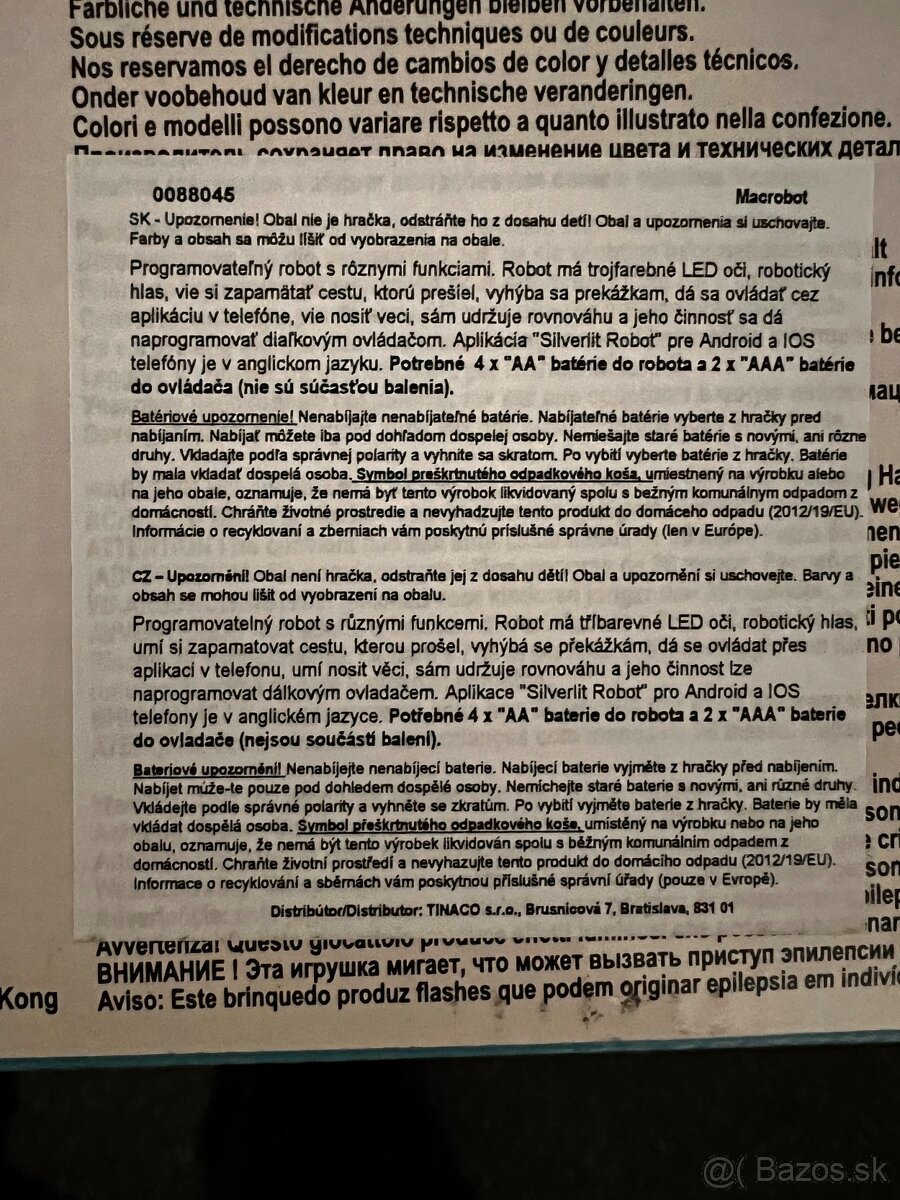 Farbliche und technische Änderungen bleiben vorbehalten.
Sous réserve de modifications techniques ou de couleurs.
Nos reservamos el derecho de cambios de color y detalles técnicos.
Onder voobehoud van kleur en technische veranderingen.
Colori e modelli possono variare rispetto a quanto illustrato nella confezione.
Производитель сохраняет право на изменение цвета и технических
0088045 Macrobot
SK - Upozornenie! Obal nie je hračka, odstráňte ho z dosahu detí! Obal a upozornenia si uschovajte.
Farby a obsah sa môžu líšiť od vyobrazenia na obale.
Programovateľný robot s rôznymi funkciami. Robot má trojfarebné LED oči, robotický
hlas, vie si zapamätať cestu, ktorú prešiel, vyhýba sa prekážkam, dá sa ovládať cez
aplikáciu v telefóne, vie nosiť veci, sám udržuje rovnováhu a jeho činnosť sa dá
naprogramovať diaľkovým ovládačom. Aplikácia "Silverlit Robot" pre Android a IOS
telefóny je v anglickom jazyku. Potrebné 4 x "AA" batérie do robota a 2 x "AAA" batérie
do ovládača (nie sú súčasťou balenia).
Batériové upozornenie! Nenabíjajte nenabíjateľné batérie. Nabíjateľné batérie vyberte z hračky pred
nabíjaním. Nabíjať môžete iba pod dohľadom dospelej osoby. Nemiešajte staré batérie s novými, ani rôzne
druhy. Vkladajte podľa správnej polarity a vyhnite sa skratom. Po vybití vyberte batérie z hračky. Batérie
by mala vkladať dospelá osoba. Symbol preškrtnutého odpadkového koša, umiestnený na výrobku alebo
na jeho obale, oznamuje, že nemá byť tento výrobok likvidovaný spolu s bežným komunálnym odpadom z
domácností. Chráňte životné prostredie a nevyhadzujte tento produkt do domáceho odpadu (2012/19/EU).
Informácie o recyklovaní a zberniach vám poskytnú príslušné správne úrady (len v Európe).
CZ – Upozornění! Obal není hračka, odstraňte jej z dosahu dětí! Obal a upozornění si uschovejte. Barvy a
obsah se mohou lišit od vyobrazení na obalu.
Programovatelný robot s různými funkcemi. Robot má tříbarevné LED oči, robotický hlas,
umí si zapamatovat cestu, kterou prošel, vyhýbá se překážkám, dá se ovládat přes
aplikaci v telefonu, umí nosit věci, sám udržuje rovnováhu a jeho činnost lze
naprogramovat dálkovým ovladačem. Aplikace "Silverlit Robot" pro Android a IOS
telefony je v anglickém jazyce. Potřebné 4 x "AA" baterie do robota a 2 x "AAA" baterie
do ovladače (nejsou součástí balení).
Bateriové upozornění! Nenabíjejte nenabíjecí baterie. Nabíjecí baterie vyjměte z hračky před nabíjením.
Nabíjet může-te pouze pod dohledem dospělé osoby. Nemíchejte staré baterie s novými, ani různé druhy.
Vkládejte podle správné polarity a vyhněte se zkratům. Po vybití vyjměte baterie z hračky. Baterie by měla
vkládat dospělá osoba. Symbol přeškrtnutého odpadkového koše, umístěný na výrobku nebo na jeho
obalu, oznamuje, že nemá být tento výrobek likvidován spolu s běžným komunálním odpadem z
domácností. Chraňte životní prostředí a nevyhazujte tento produkt do domácího odpadu (2012/19/EU).
Informace o recyklování a sběrnách vám poskytnou příslušné správní úřady (pouze v Evropě).
Distribútor/Distributor: TINACO s.r.o., Brusnicová 7, Bratislava, 831 01
Avvertenza! Questo giocattolo produce
ВНИМАНИЕ ! Эта игрушка мигает, что может вызвать приступ эпилепсии
Kong Aviso: Este brinquedo produz flashes que podem originar epilepsia em
@( Bazos.sk